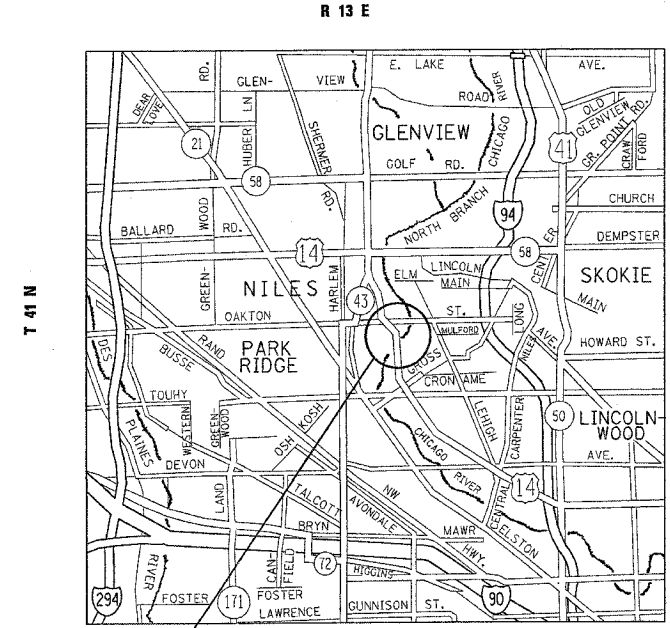 R 13 E
T 41 N
E. LAKE AVE.
GLEN- VIEW ROAD
RD.
DEAR LOVE
HUBER LN
SHERMER RD.
RIVER
CHICAGO
NORTH BRANCH
OLD GLENVIEW RD.
GR. POINT RD.
CRAW FORD
21
GLENVIEW
41
58
GOLF RD.
CHURCH
94
GREEN- WOOD
BALLARD RD.
14
58
DEMPSTER
CENTER
ELM
LINCOLN
MAIN
MAIN
SKOKIE
NILES
HARLEM
43
OAKTON
ST.
MULFORD
LONG
AVE.
NILES
HOWARD ST.
DES PLAINES
RAND
BUSSE
PARK RIDGE
GROSS
CRONAME
TOUHY
WESTERN
GREEN- WOOD
OSH KOSH
LEHIGH
CARPENTER
50
LINCOLN- WOOD
AVE.
CHICAGO RIVER
DEVON
LAND
TALCOTT
NW HWY.
AVONDALE
14
CENTRAL
ELSTON
BRYN MAWR
CAN- FIELD
72
HIGGINS
RIVER
294
FOSTER
171
FOSTER
LAWRENCE
GUNNISON ST.
90